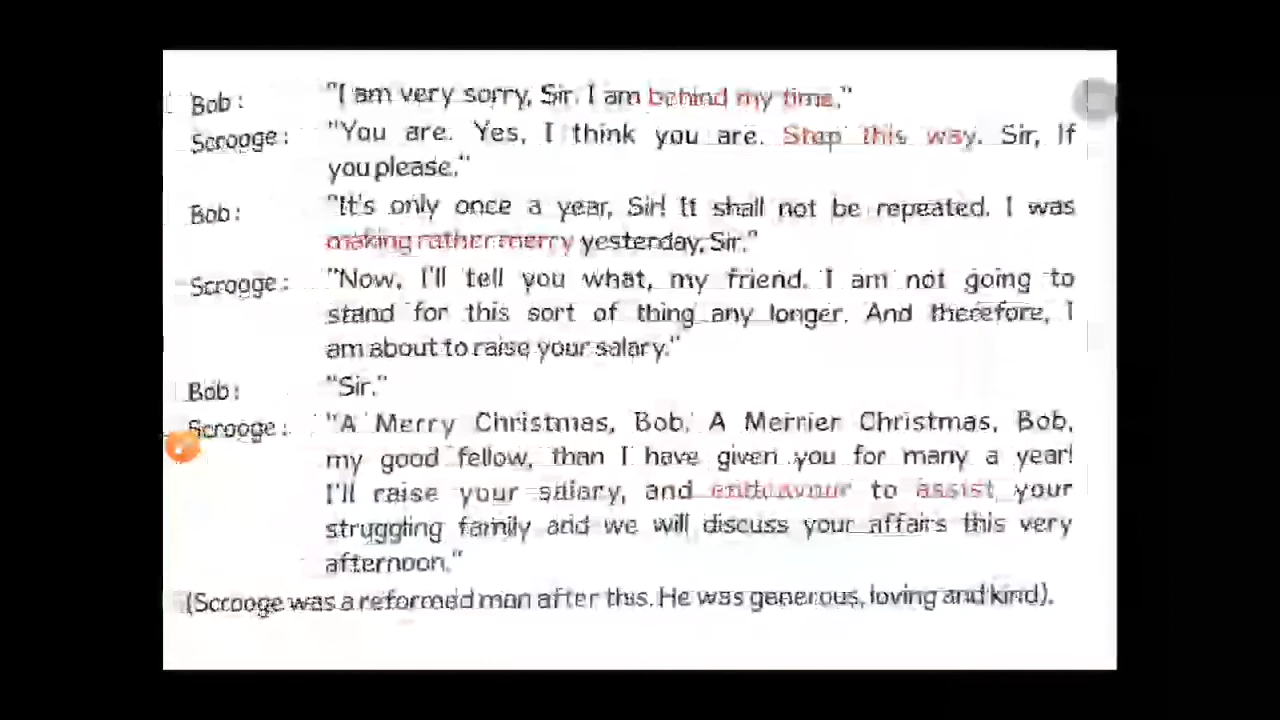 Bob: "I am very sorry, Sir. I am behind my time."
Scrooge: "You are. Yes, I think you are. Step this way. Sir, If
you please."
Bob: "It's only once a year, Sir! It shall not be repeated. I was
making rather merry yesterday, Sir."
Scrooge: "Now, I'll tell you what, my friend. I am not going to
stand for this sort of thing any longer. And therefore, I
am about to raise your salary."
Bob: "Sir."
Scrooge: "A Merry Christmas, Bob, A Merrier Christmas, Bob,
my good fellow, than I have given you for many a year!
I'll raise your salary, and endeavour to assist your
struggling family and we will discuss your affairs this very
afternoon."
(Scrooge was a reformed man after this. He was generous, loving and kind).